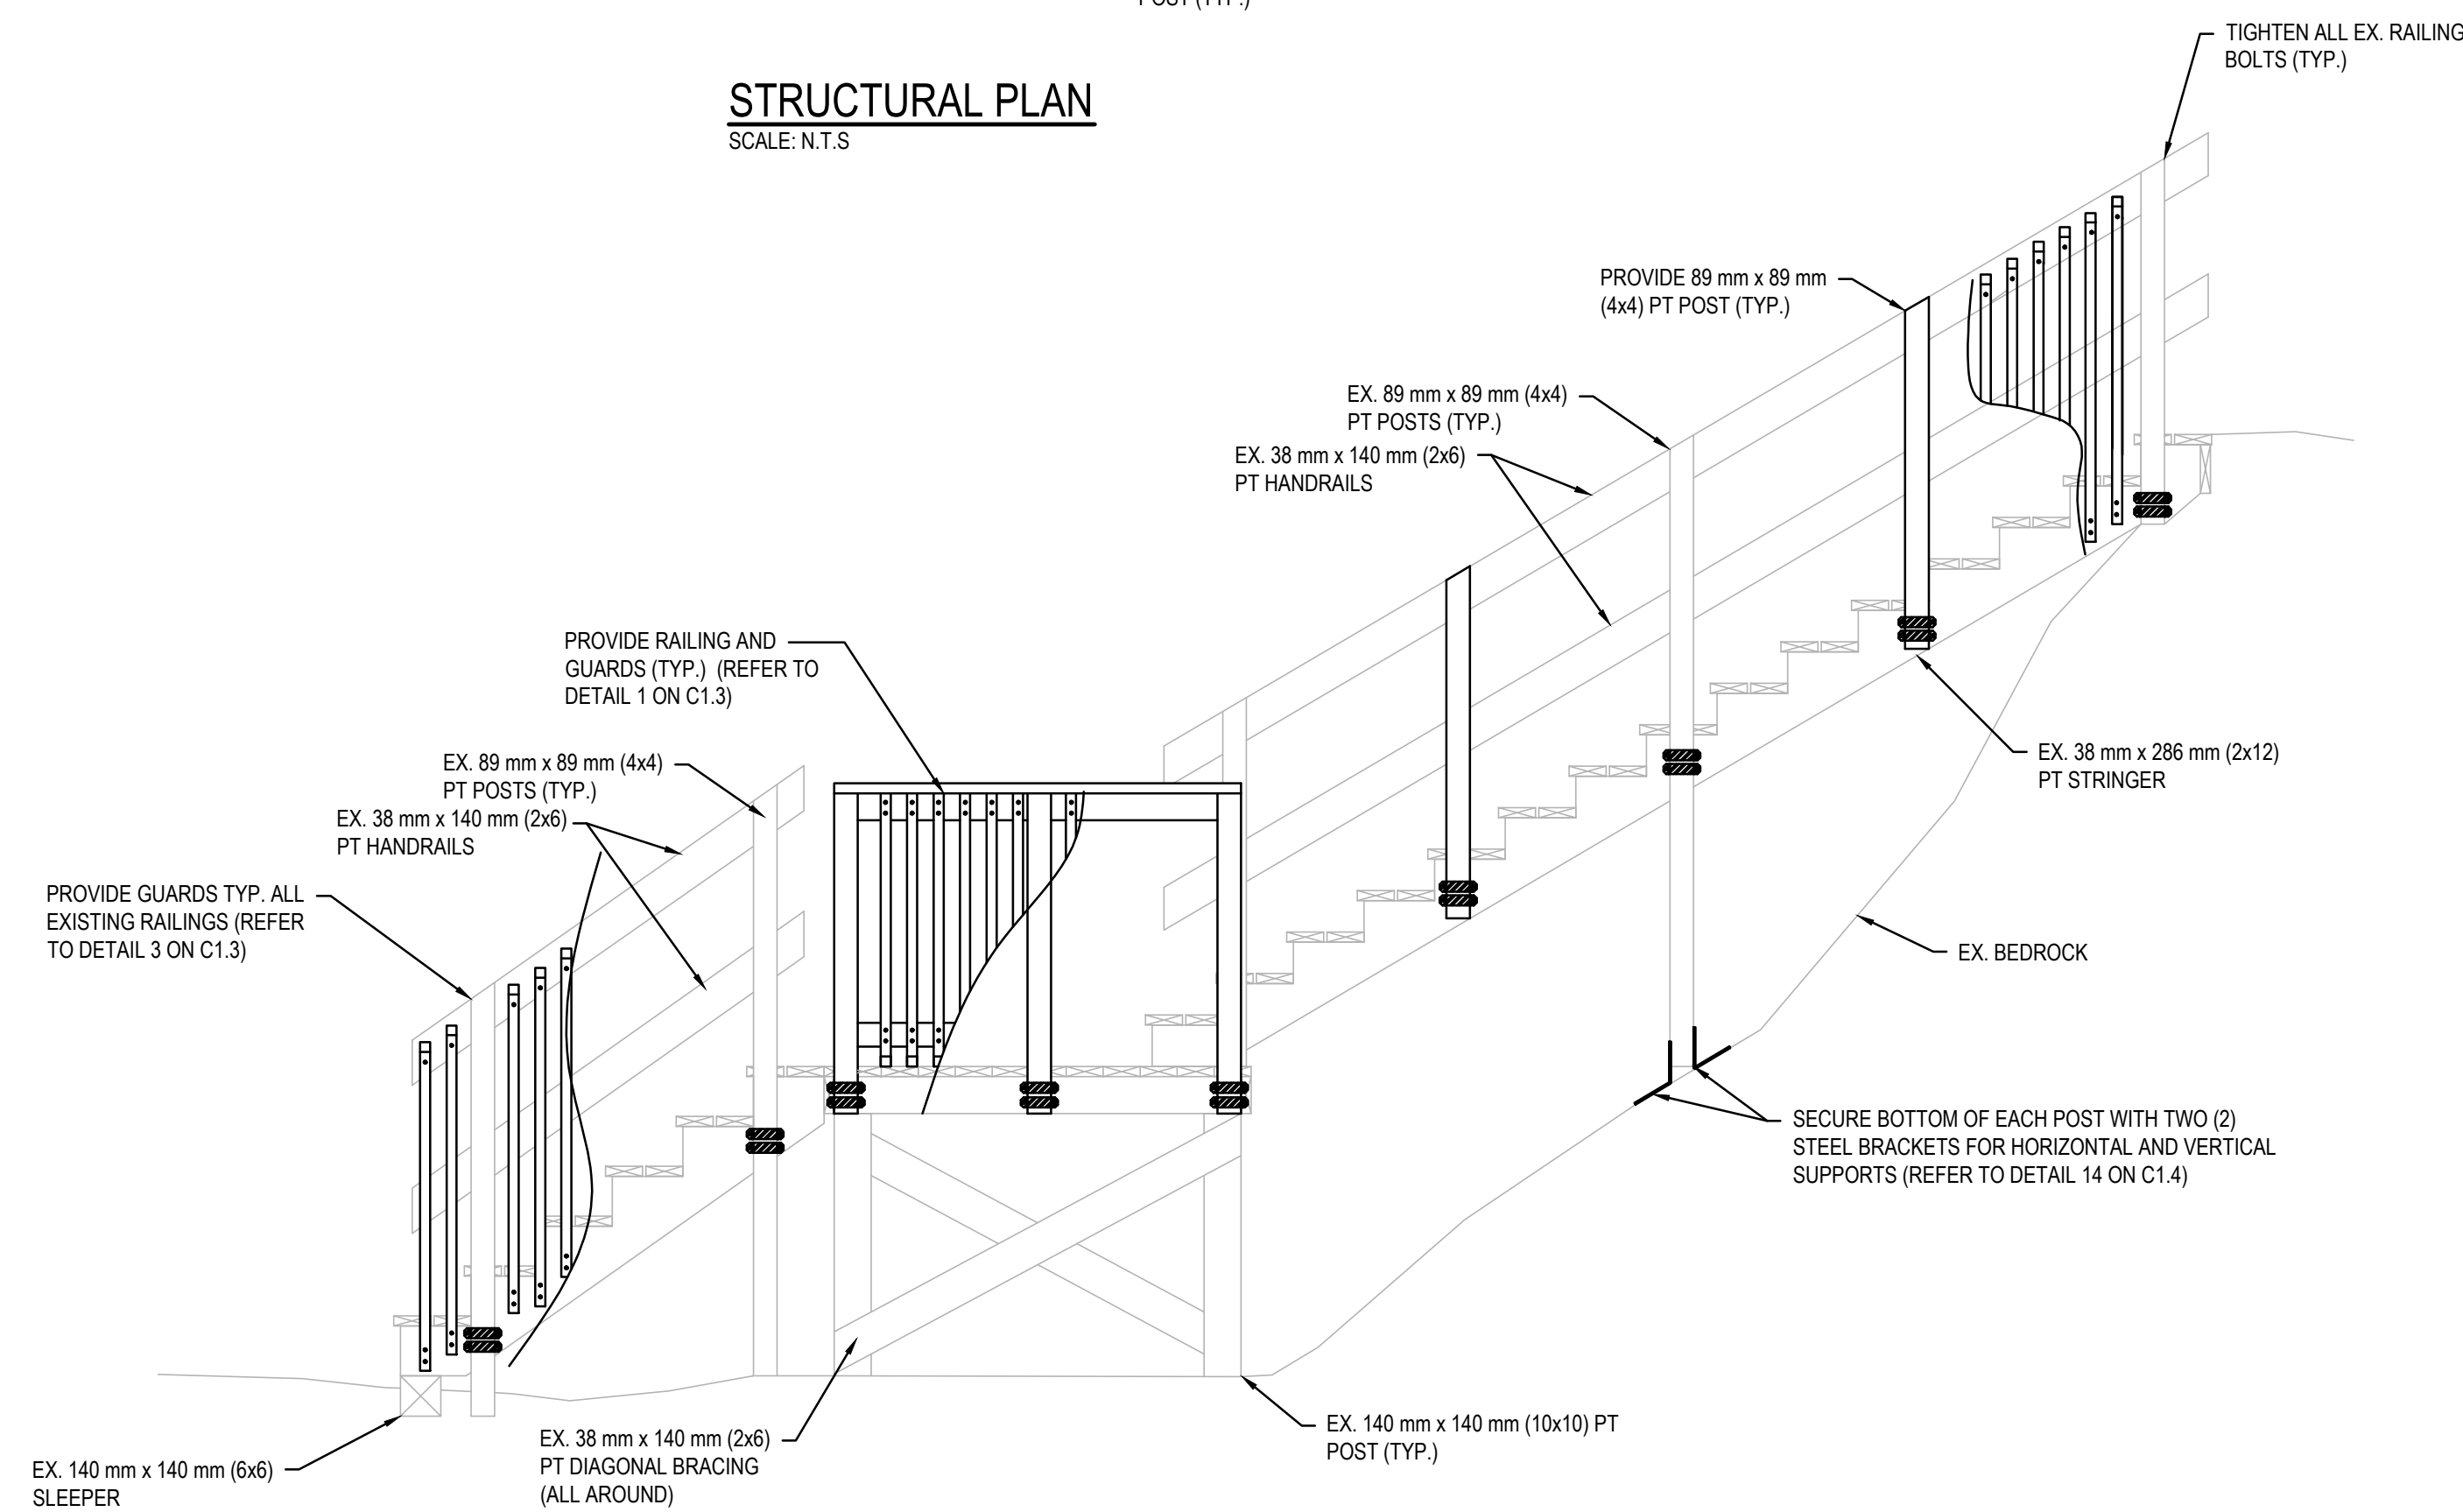 POST (TYP.)
TIGHTEN ALL EX. RAILING
BOLTS (TYP.)
STRUCTURAL PLAN
SCALE: N.T.S
PROVIDE 89 mm x 89 mm
(4x4) PT POST (TYP.)
EX. 89 mm x 89 mm (4x4)
PT POSTS (TYP.)
EX. 38 mm x 140 mm (2x6)
PT HANDRAILS
PROVIDE RAILING AND
GUARDS (TYP.) (REFER TO
DETAIL 1 ON C1.3)
EX. 38 mm x 286 mm (2x12)
PT STRINGER
EX. 89 mm x 89 mm (4x4)
PT POSTS (TYP.)
EX. 38 mm x 140 mm (2x6)
PT HANDRAILS
PROVIDE GUARDS TYP. ALL
EXISTING RAILINGS (REFER
TO DETAIL 3 ON C1.3)
EX. BEDROCK
SECURE BOTTOM OF EACH POST WITH TWO (2)
STEEL BRACKETS FOR HORIZONTAL AND VERTICAL
SUPPORTS (REFER TO DETAIL 14 ON C1.4)
EX. 140 mm x 140 mm (10x10) PT
POST (TYP.)
EX. 38 mm x 140 mm (2x6)
PT DIAGONAL BRACING
(ALL AROUND)
EX. 140 mm x 140 mm (6x6)
SLEEPER